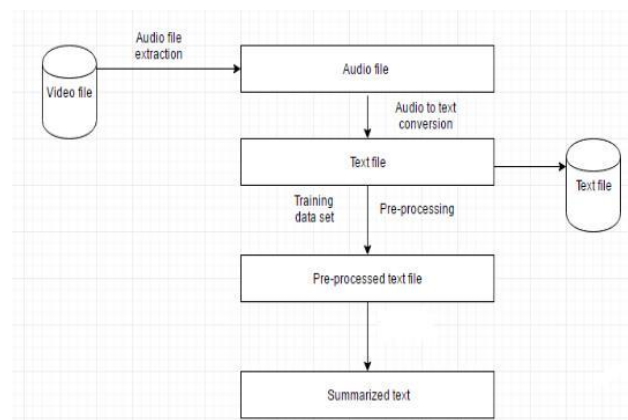 Audio file
extraction
Video file
Audio file
Audio to text
conversion
Text file
Text file
Training
data set
Pre-processing
Pre-processed text file
Summarized text